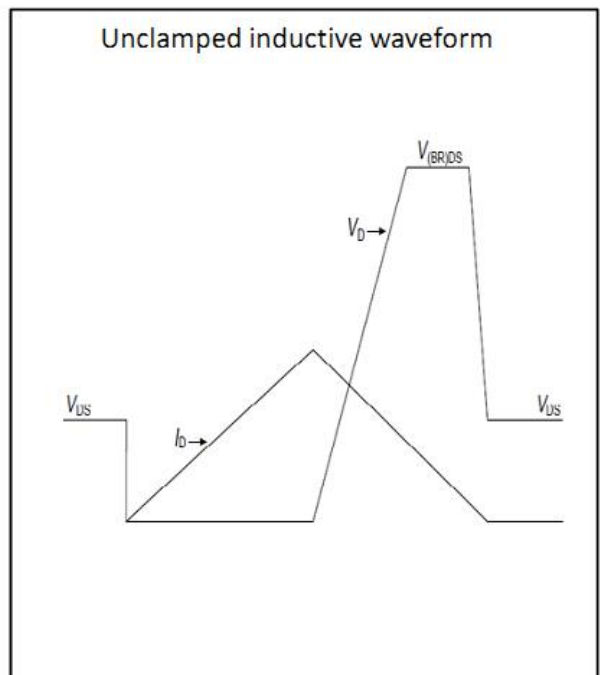 Unclamped inductive waveform
V(BR)DS
VD
VDS
VDS
ID